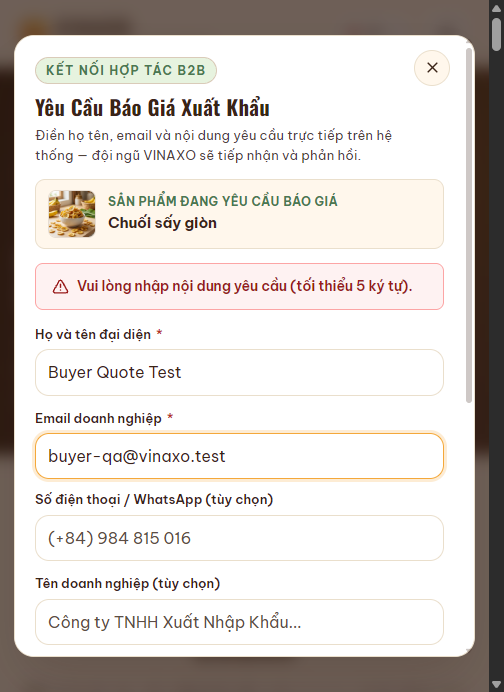 KẾT NỐI HỢP TÁC B2B
Yêu Cầu Báo Giá Xuất Khẩu
Điền họ tên, email và nội dung yêu cầu trực tiếp trên hệ
thống — đội ngũ VINAXO sẽ tiếp nhận và phản hồi.
SẢN PHẨM ĐANG YÊU CẦU BÁO GIÁ
Chuối sấy giòn
Vui lòng nhập nội dung yêu cầu (tối thiểu 5 ký tự).
Họ và tên đại diện *
Buyer Quote Test
Email doanh nghiệp *
buyer-qa@vinaxo.test
Số điện thoại / WhatsApp (tùy chọn)
(+84) 984 815 016
Tên doanh nghiệp (tùy chọn)
Công ty TNHH Xuất Nhập Khẩu...